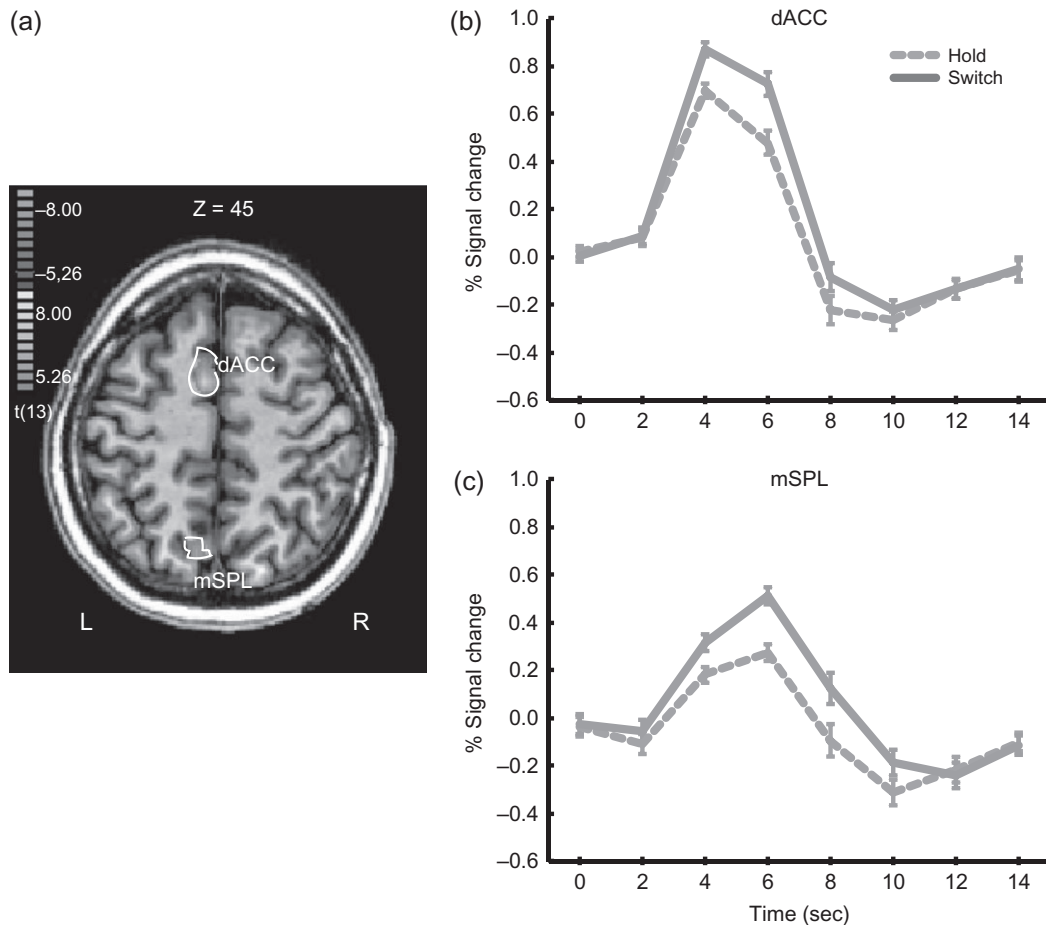 (a)
Z = 45
–8.00
–5,26
8.00
5.26
t(13)
dACC
mSPL
L
R
(b)
dACC
Hold
Switch
% Signal change
1.0
0.8
0.6
0.4
0.2
0.0
–0.2
–0.4
–0.6
0 2 4 6 8 10 12 14
(c)
mSPL
% Signal change
1.0
0.8
0.6
0.4
0.2
0.0
–0.2
–0.4
–0.6
0 2 4 6 8 10 12 14
Time (sec)